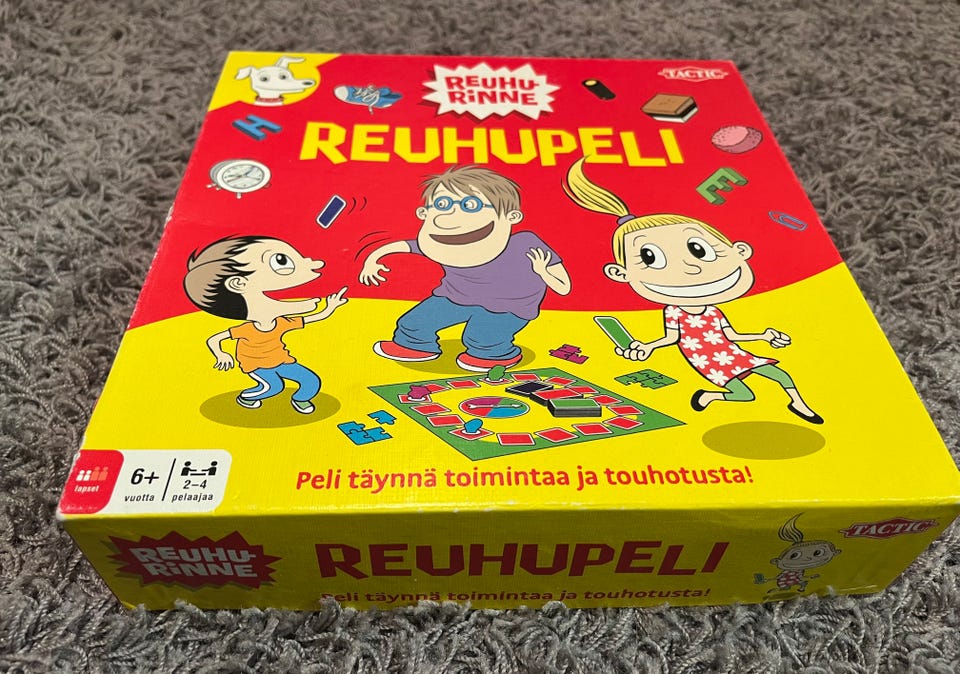 REUHU-
RiNNE
TACTIC
REUHUPELI
H
E
Peli täynnä toimintaa ja touhotusta!
lapset
6+
vuotta
2-4
pelaajaa
REUHU-
RiNNE
REUHUPELI
TACTIC
Peli täynnä toimintaa ja touhotusta!